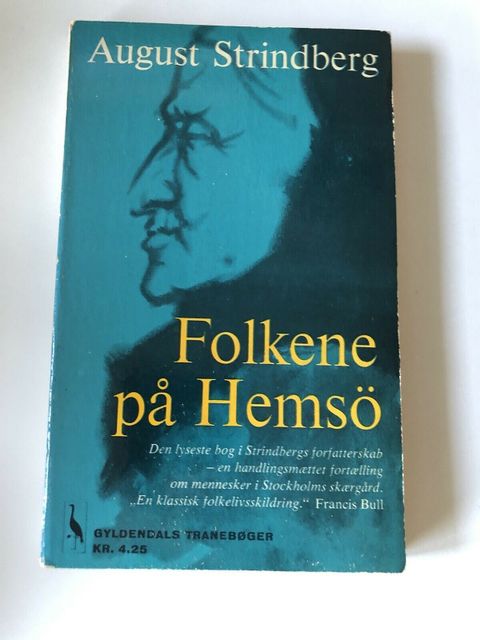 August Strindberg
Folkene
på Hemsö
Den lyseste bog i Strindbergs forfatterskab
– en handlingsmættet fortælling
om mennesker i Stockholms skærgård.
„En klassisk folkelivsskildring.“ Francis Bull
GYLDENDALS TRANEBØGER
KR. 4.25